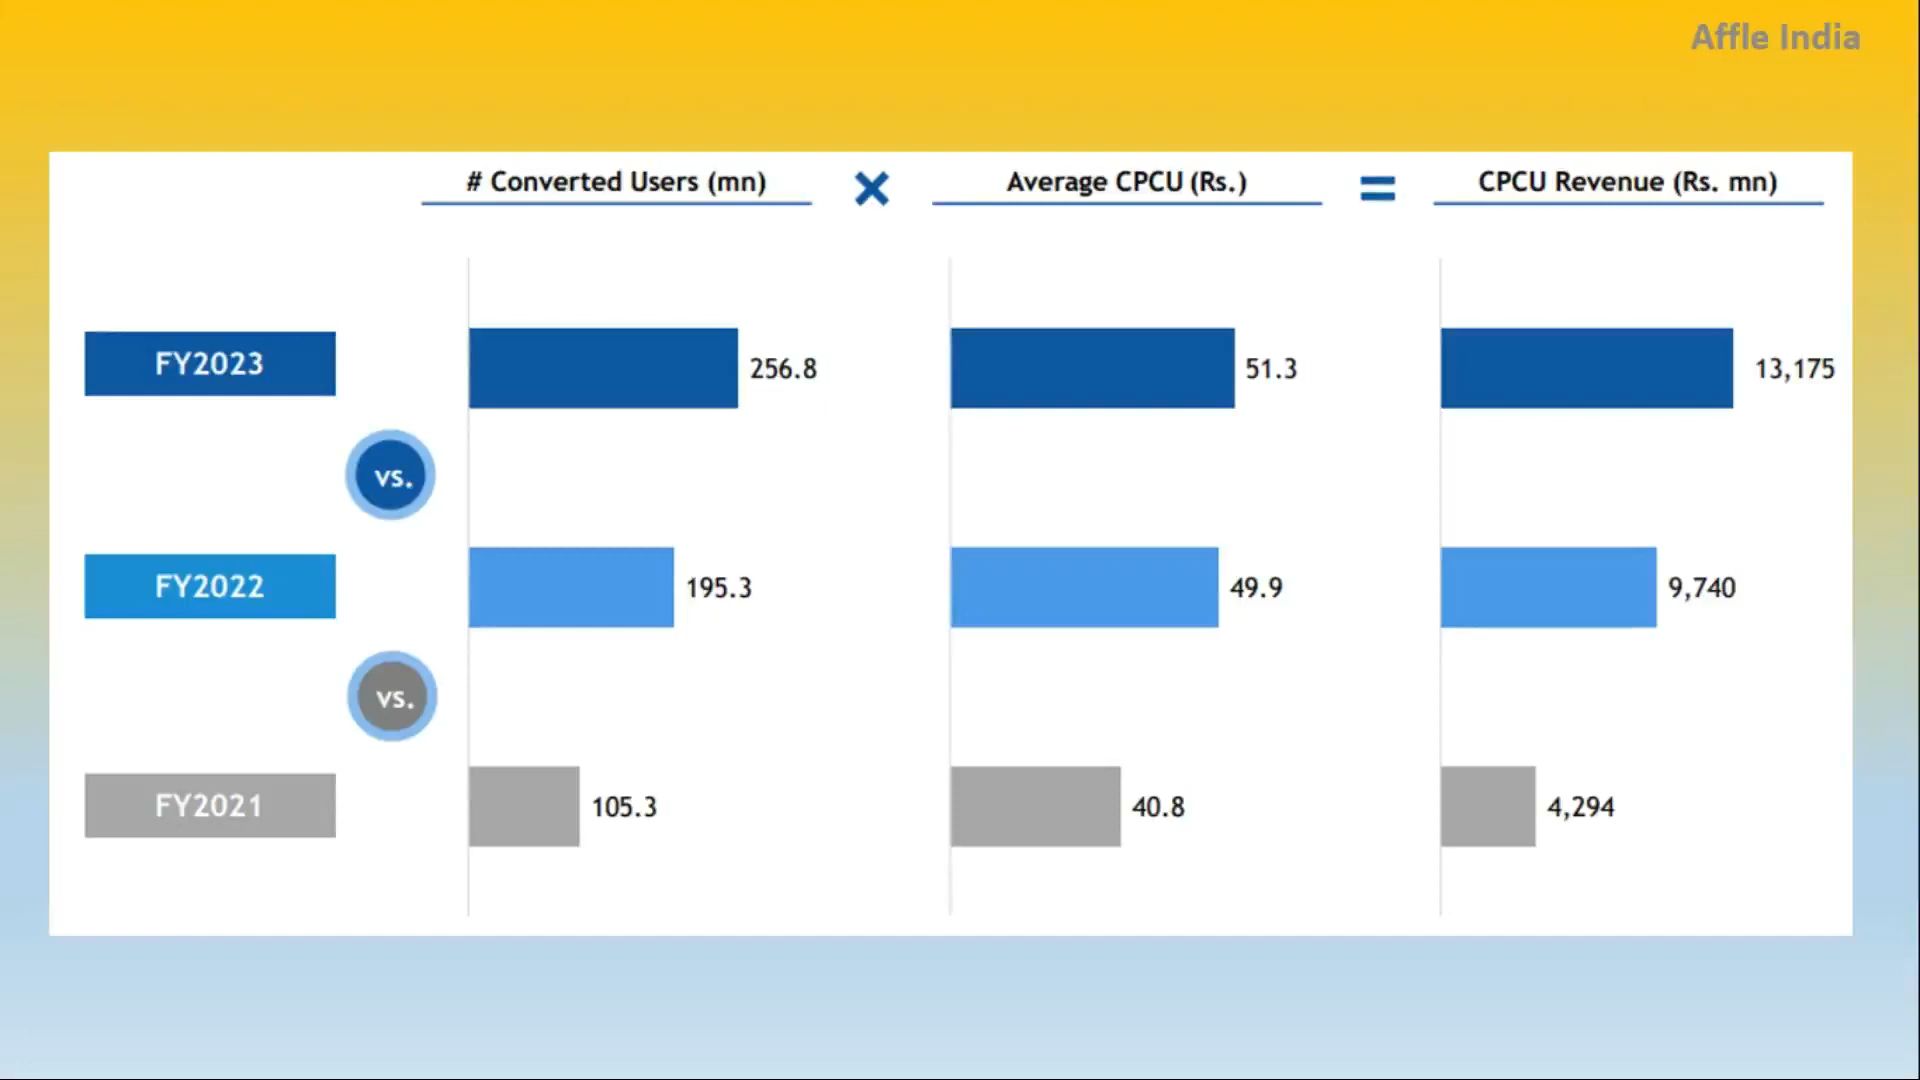 Affle India
# Converted Users (mn) × Average CPCU (Rs.) = CPCU Revenue (Rs. mn)
FY2023 256.8 51.3 13,175
vs.
FY2022 195.3 49.9 9,740
vs.
FY2021 105.3 40.8 4,294